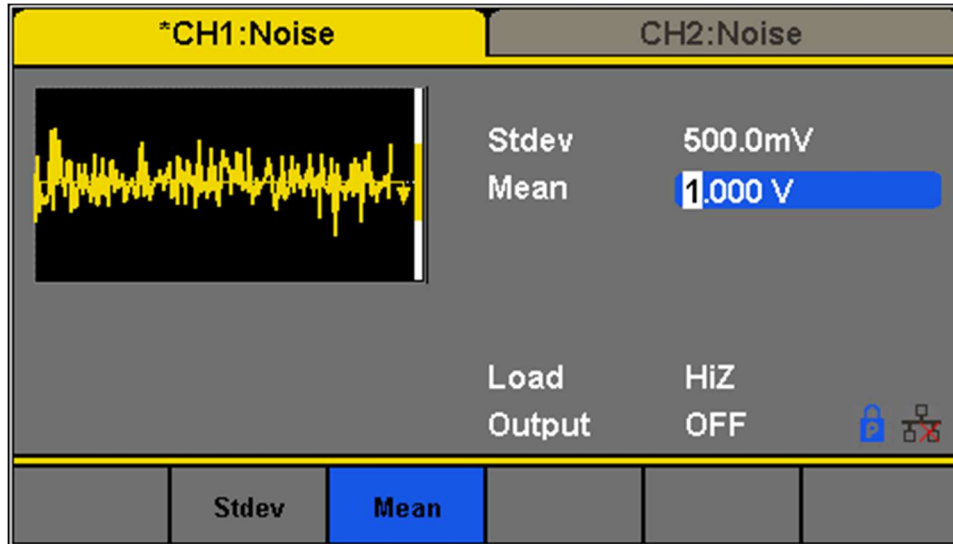 *CH1:Noise CH2:Noise
Stdev 500.0mV
Mean 1.000 V
Load HiZ
Output OFF P
Stdev Mean